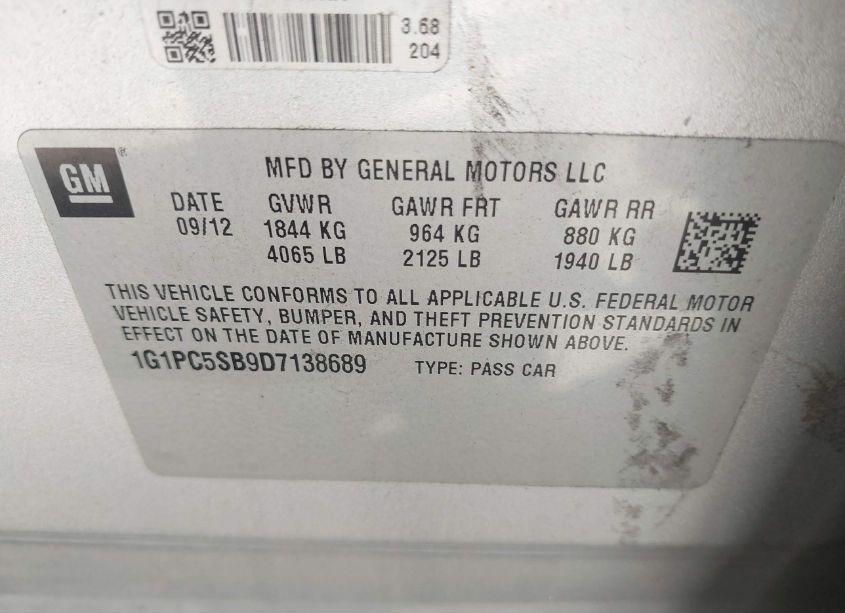 3.68
204
GM
MFD BY GENERAL MOTORS LLC
DATE GVWR GAWR FRT GAWR RR
09/12 1844 KG 964 KG 880 KG
4065 LB 2125 LB 1940 LB
THIS VEHICLE CONFORMS TO ALL APPLICABLE U.S. FEDERAL MOTOR
VEHICLE SAFETY, BUMPER, AND THEFT PREVENTION STANDARDS IN
EFFECT ON THE DATE OF MANUFACTURE SHOWN ABOVE.
1G1PC5SB9D7138689 TYPE: PASS CAR